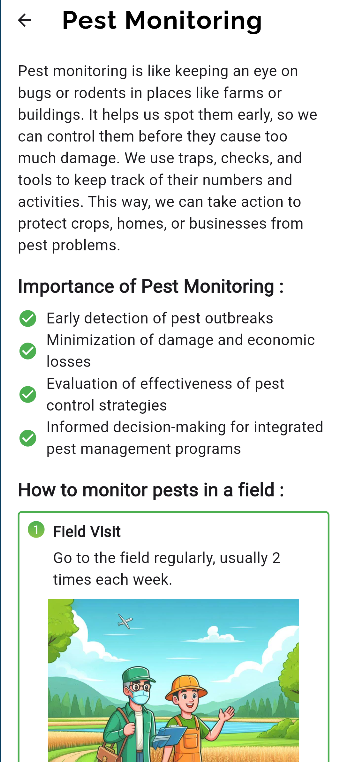 Pest Monitoring
Pest monitoring is like keeping an eye on
bugs or rodents in places like farms or
buildings. It helps us spot them early, so we
can control them before they cause too
much damage. We use traps, checks, and
tools to keep track of their numbers and
activities. This way, we can take action to
protect crops, homes, or businesses from
pest problems.
Importance of Pest Monitoring :
Early detection of pest outbreaks
Minimization of damage and economic
losses
Evaluation of effectiveness of pest
control strategies
Informed decision-making for integrated
pest management programs
How to monitor pests in a field :
1 Field Visit
Go to the field regularly, usually 2
times each week.